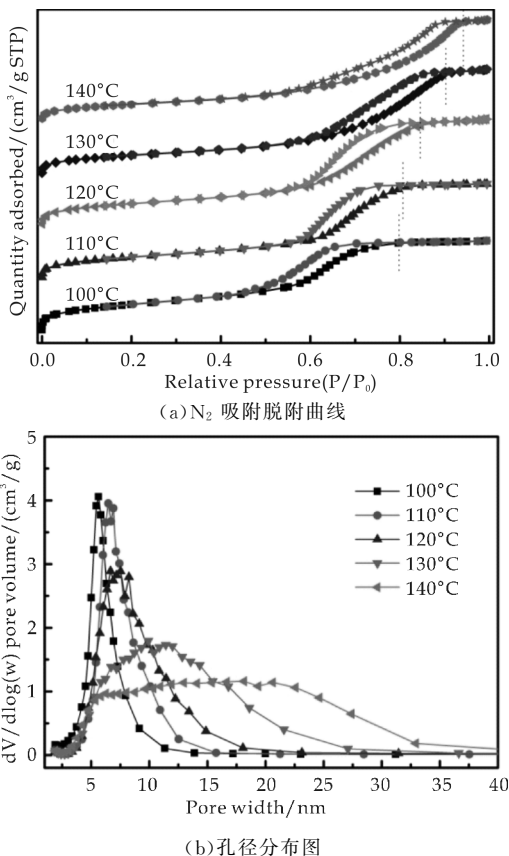 Quantity adsorbed/(cm³/g STP)
140°C
130°C
120°C
110°C
100°C
0.0 0.2 0.4 0.6 0.8 1.0
Relative pressure(P/P₀)
(a)N₂ 吸附脱附曲线
dV/dlog(w) pore volume/(cm³/g)
5
4
3
2
1
0
100°C
110°C
120°C
130°C
140°C
5 10 15 20 25 30 35 40
Pore width/nm
(b)孔径分布图